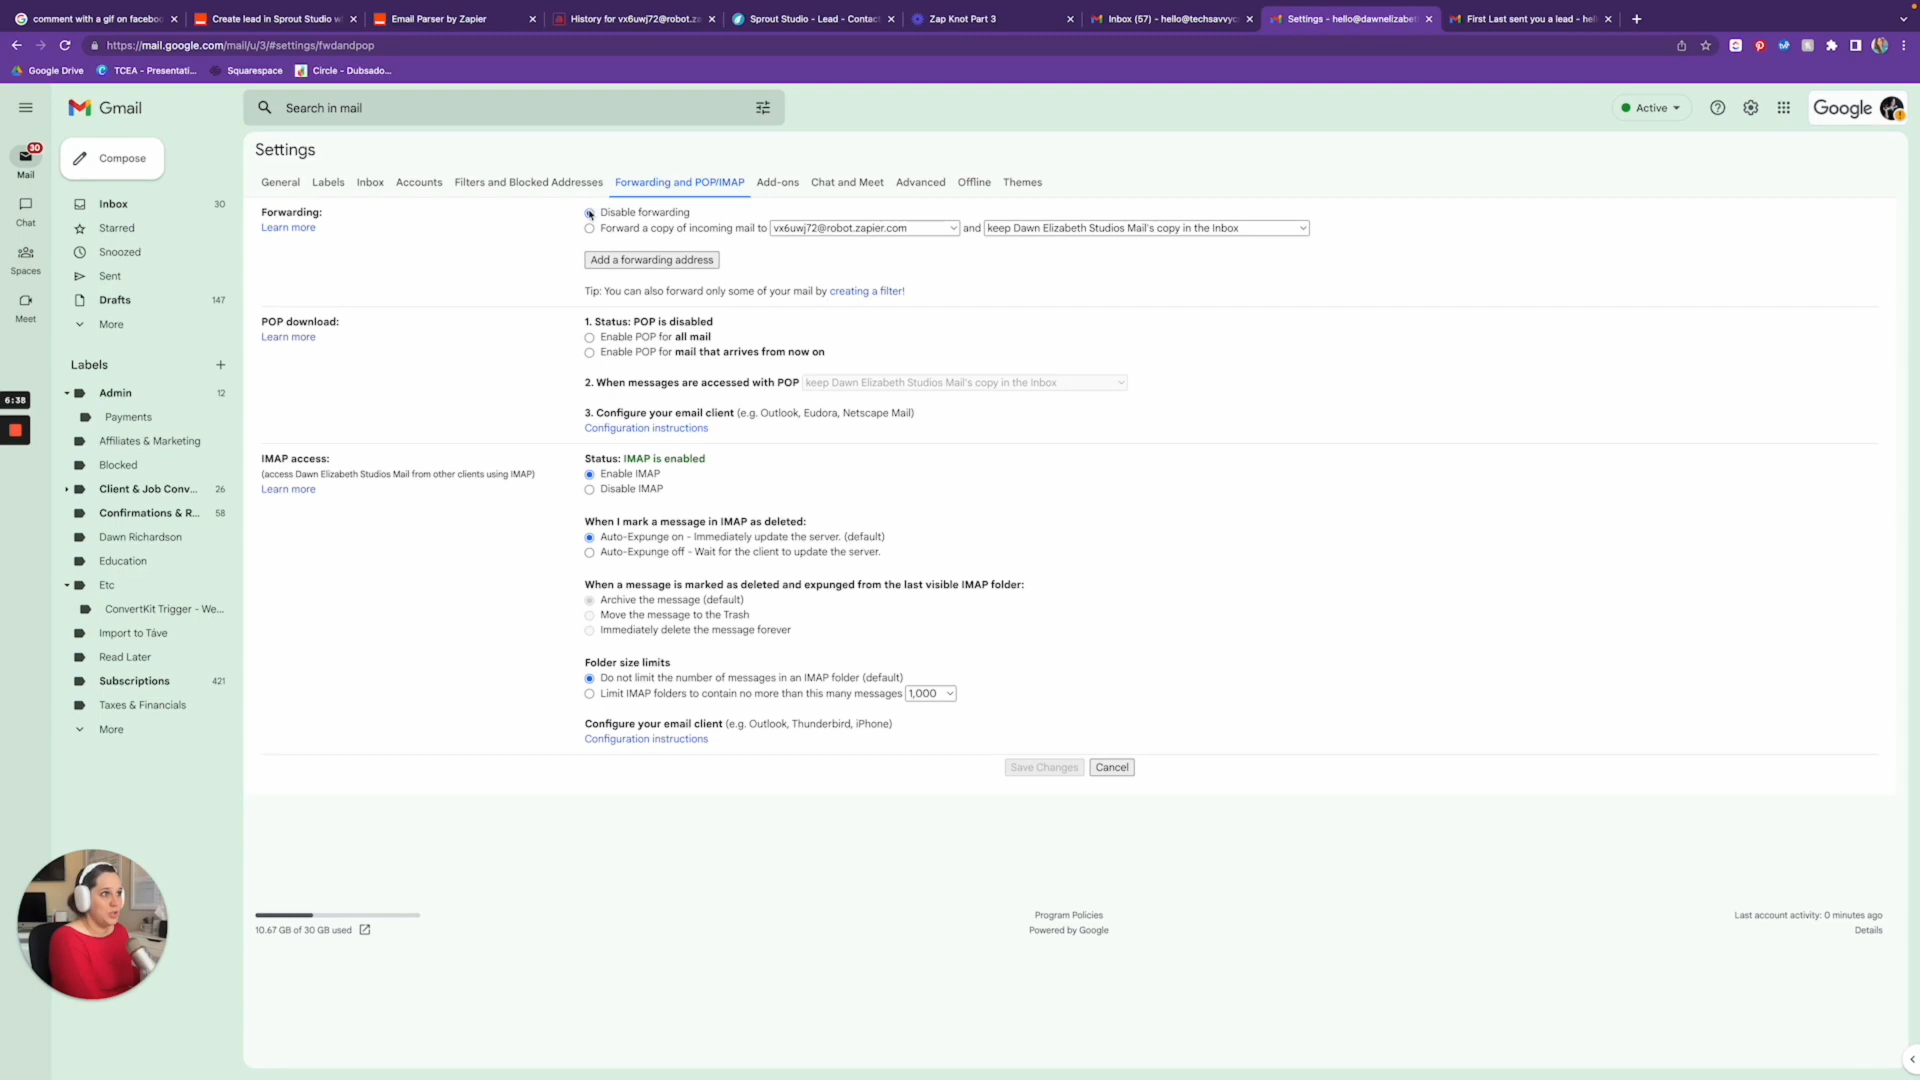 comment with a gif on facebo
Create lead in Sprout Studio w
Email Parser by Zapier
History for vx6uwj72@robot.z
Sprout Studio - Lead - Contac
Zap Knot Part 3
Inbox (57) - hello@techsavvyc
Settings - hello@dawnelizabet
First Last sent you a lead - hel
https://mail.google.com/mail/u/3/#settings/fwdandpop
Google Drive
TCEA - Presentati...
Squarespace
Circle - Dubsado...
Gmail
Search in mail
Active
Google
30
Mail
Chat
Spaces
Meet
Compose
Inbox 30
Starred
Snoozed
Sent
Drafts 147
More
Labels
Admin 12
Payments
Affiliates & Marketing
Blocked
Client & Job Conv... 26
Confirmations & R... 58
Dawn Richardson
Education
Etc
ConvertKit Trigger - We...
Import to Táve
Read Later
Subscriptions 421
Taxes & Financials
More
6:38
Settings
General Labels Inbox Accounts Filters and Blocked Addresses Forwarding and POP/IMAP Add-ons Chat and Meet Advanced Offline Themes
Forwarding:
Learn more
Disable forwarding
Forward a copy of incoming mail to vx6uwj72@robot.zapier.com and keep Dawn Elizabeth Studios Mail's copy in the Inbox
Add a forwarding address
Tip: You can also forward only some of your mail by creating a filter!
POP download:
Learn more
1. Status: POP is disabled
Enable POP for all mail
Enable POP for mail that arrives from now on
2. When messages are accessed with POP keep Dawn Elizabeth Studios Mail's copy in the Inbox
3. Configure your email client (e.g. Outlook, Eudora, Netscape Mail)
Configuration instructions
IMAP access:
(access Dawn Elizabeth Studios Mail from other clients using IMAP)
Learn more
Status: IMAP is enabled
Enable IMAP
Disable IMAP
When I mark a message in IMAP as deleted:
Auto-Expunge on - Immediately update the server. (default)
Auto-Expunge off - Wait for the client to update the server.
When a message is marked as deleted and expunged from the last visible IMAP folder:
Archive the message (default)
Move the message to the Trash
Immediately delete the message forever
Folder size limits
Do not limit the number of messages in an IMAP folder (default)
Limit IMAP folders to contain no more than this many messages 1,000
Configure your email client (e.g. Outlook, Thunderbird, iPhone)
Configuration instructions
Save Changes Cancel
10.67 GB of 30 GB used
Program Policies
Powered by Google
Last account activity: 0 minutes ago
Details